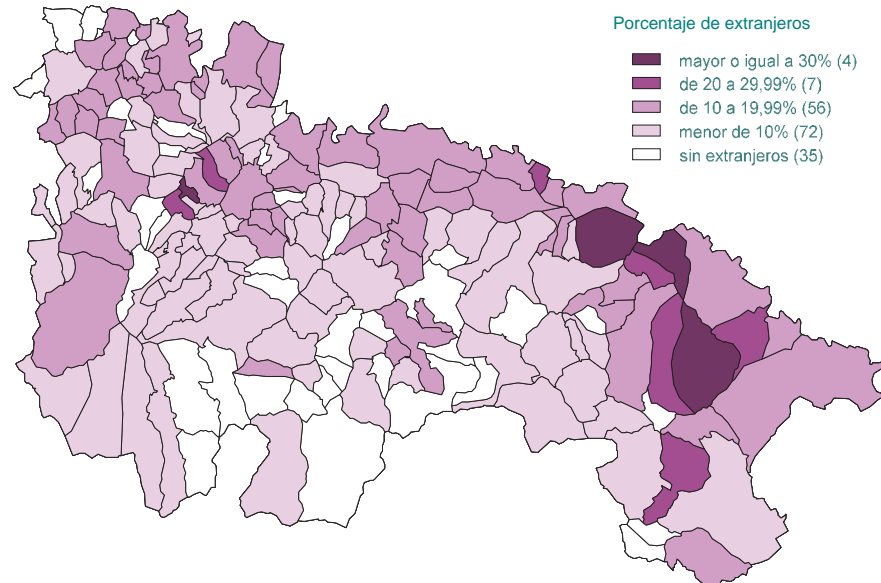 Porcentaje de extranjeros
mayor o igual a 30% (4)
de 20 a 29,99% (7)
de 10 a 19,99% (56)
menor de 10% (72)
sin extranjeros (35)